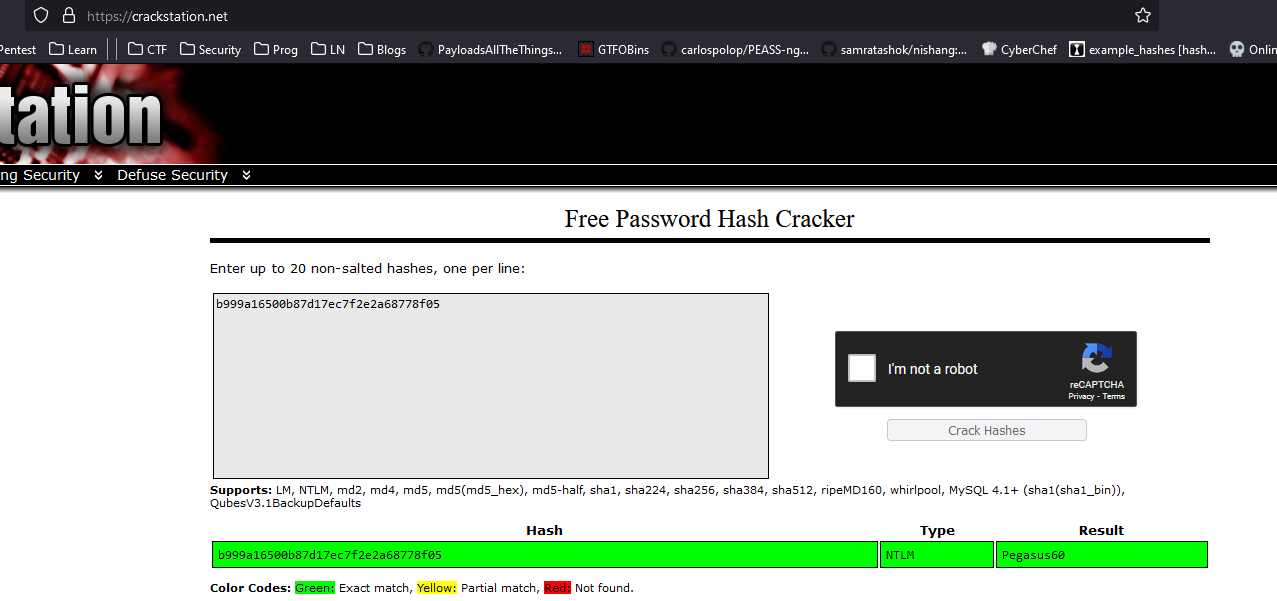 https://crackstation.net
Pentest Learn CTF Security Prog LN Blogs PayloadsAllTheThings... GTFOBins carlospolop/PEASS-ng... samratashok/nishang:... CyberChef example_hashes [hash... Onlin
tation
ng Security Defuse Security
Free Password Hash Cracker
Enter up to 20 non-salted hashes, one per line:
b999a16500b87d17ec7f2e2a68778f05
I'm not a robot
reCAPTCHA
Privacy - Terms
Crack Hashes
Supports: LM, NTLM, md2, md4, md5, md5(md5_hex), md5-half, sha1, sha224, sha256, sha384, sha512, ripeMD160, whirlpool, MySQL 4.1+ (sha1(sha1_bin)),
QubesV3.1BackupDefaults
Hash Type Result
b999a16500b87d17ec7f2e2a68778f05 NTLM Pegasus60
Color Codes: Green: Exact match, Yellow: Partial match, Red: Not found.